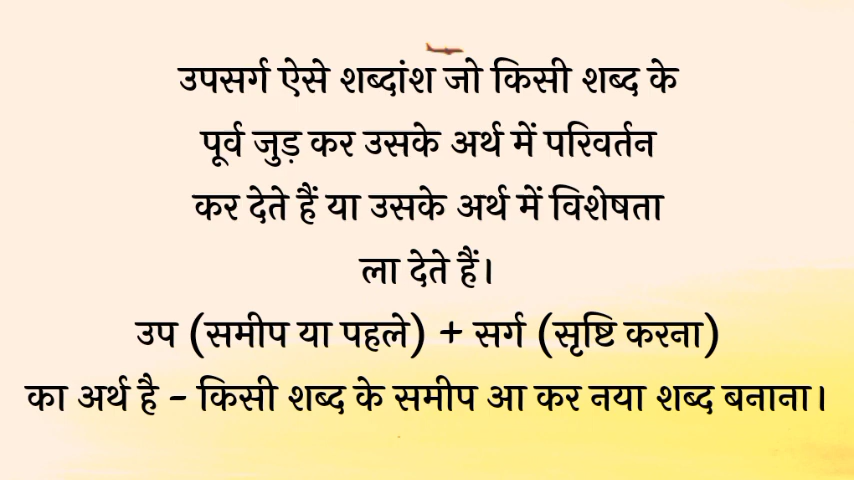 उपसर्ग ऐसे शब्दांश जो किसी शब्द के
पूर्व जुड़ कर उसके अर्थ में परिवर्तन
कर देते हैं या उसके अर्थ में विशेषता
ला देते हैं।
उप (समीप या पहले) + सर्ग (सृष्टि करना)
का अर्थ है - किसी शब्द के समीप आ कर नया शब्द बनाना।